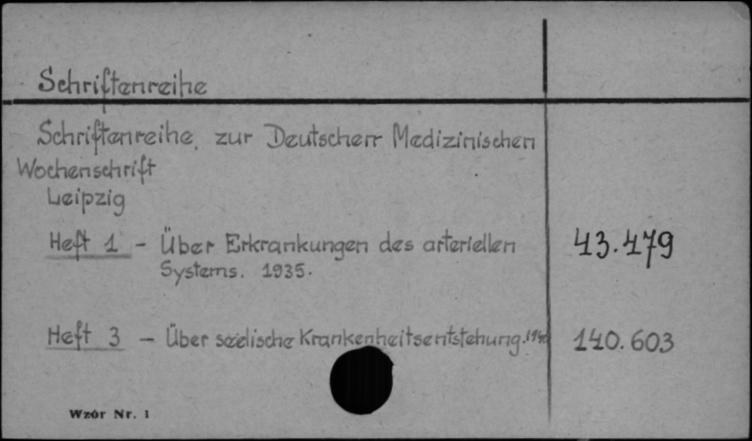 Schriftenreihe
Schriftenreihe, zur Deutschen Medizinischen
Wochenschrift
Leipzig
Heft 1 - Über Erkrankungen des arteriellen 43.479
Systems. 1935.
Heft 3 - Über seelische Krankenheitsentstehung. 140.603
Wzór Nr. 1